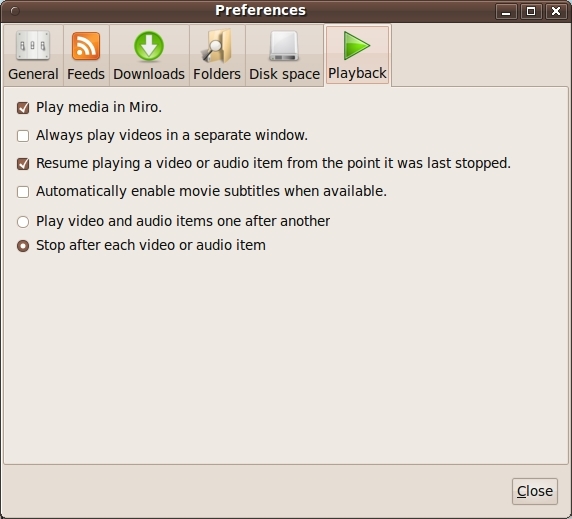 Preferences
General Feeds Downloads Folders Disk space Playback
Play media in Miro.
Always play videos in a separate window.
Resume playing a video or audio item from the point it was last stopped.
Automatically enable movie subtitles when available.
Play video and audio items one after another
Stop after each video or audio item
Close